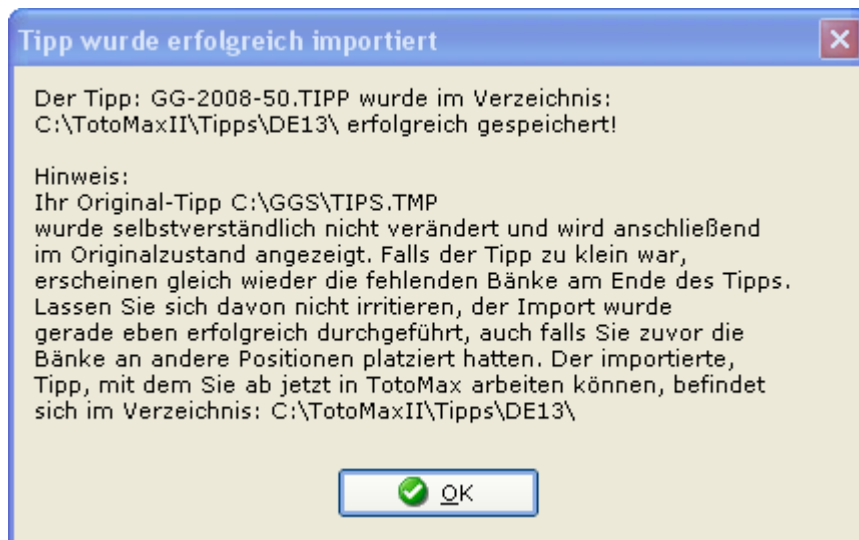 Tipp wurde erfolgreich importiert
Der Tipp: GG-2008-50.TIPP wurde im Verzeichnis:
C:\TotoMaxII\Tipps\DE13\ erfolgreich gespeichert!
Hinweis:
Ihr Original-Tipp C:\GGS\TIPS.TMP
wurde selbstverständlich nicht verändert und wird anschließend
im Originalzustand angezeigt. Falls der Tipp zu klein war,
erscheinen gleich wieder die fehlenden Bänke am Ende des Tipps.
Lassen Sie sich davon nicht irritieren, der Import wurde
gerade eben erfolgreich durchgeführt, auch falls Sie zuvor die
Bänke an andere Positionen platziert hatten. Der importierte,
Tipp, mit dem Sie ab jetzt in TotoMax arbeiten können, befindet
sich im Verzeichnis: C:\TotoMaxII\Tipps\DE13\
OK